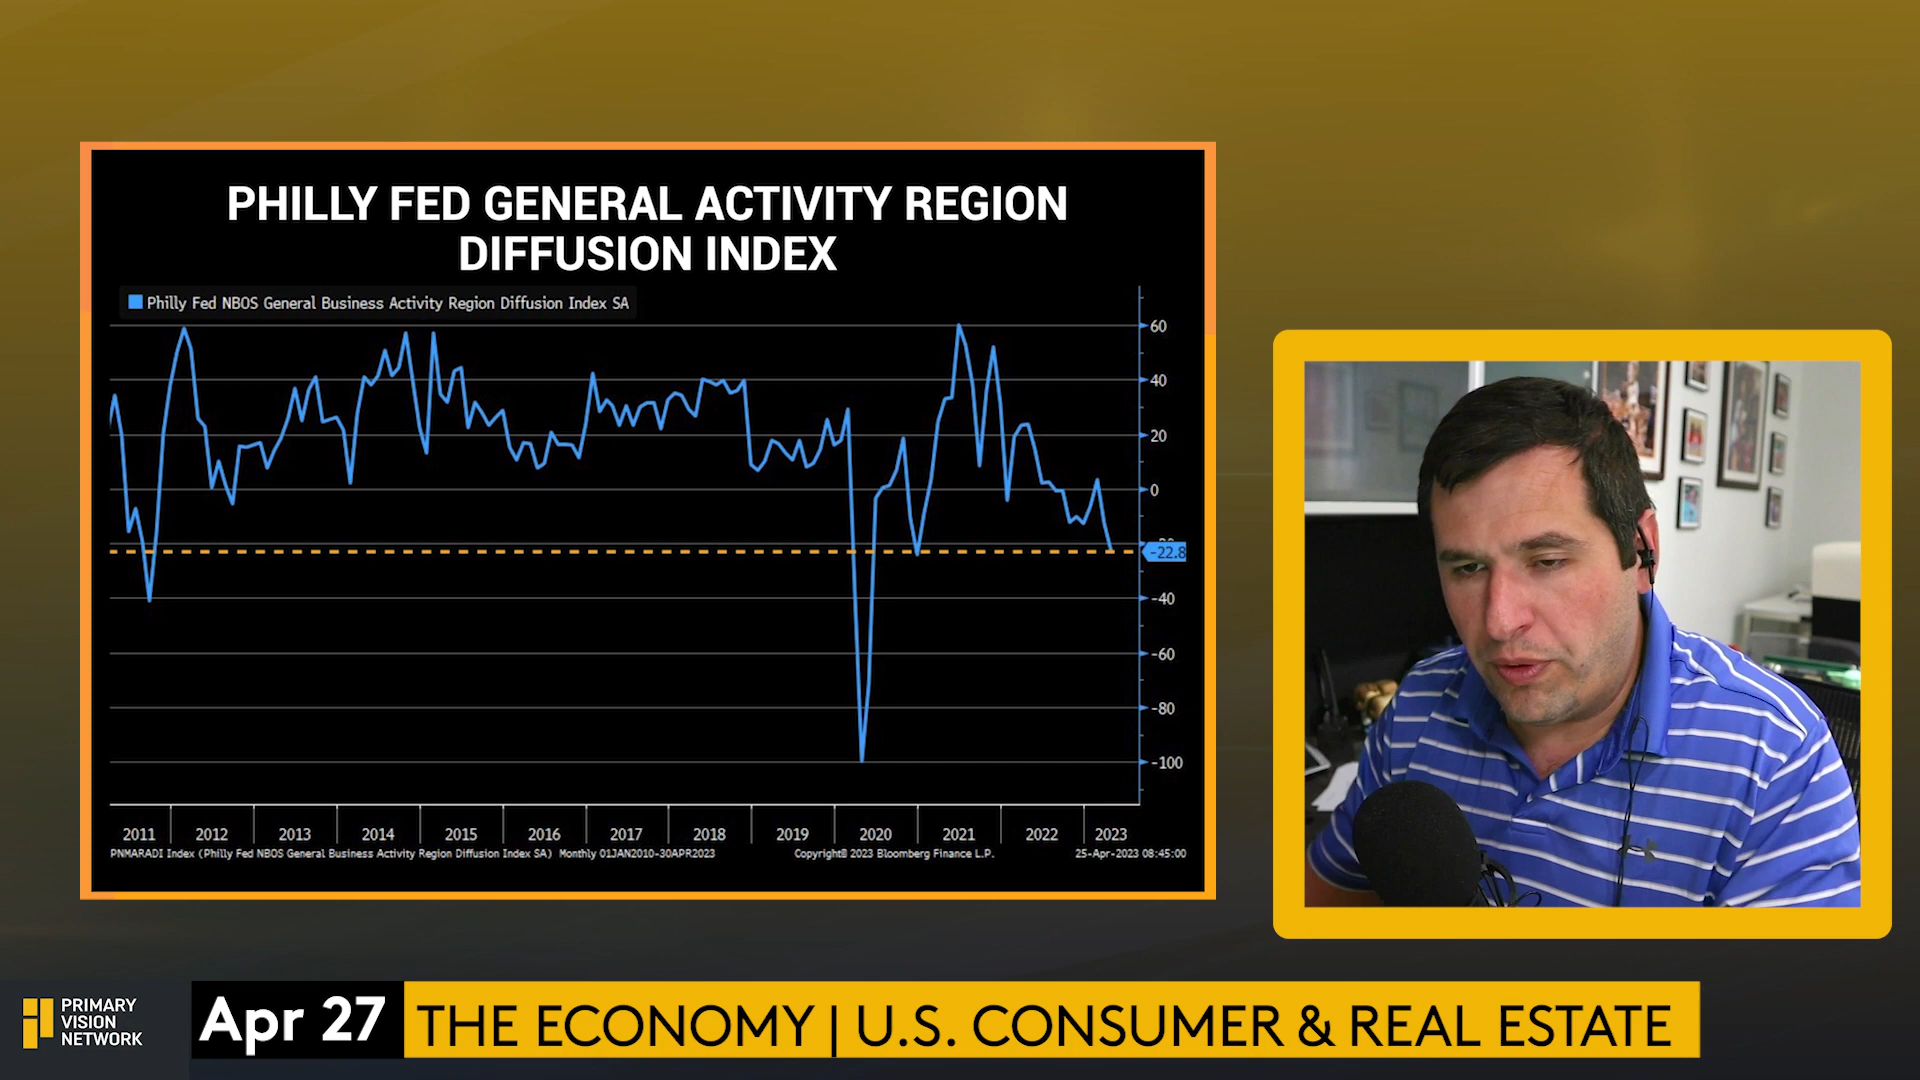 PHILLY FED GENERAL ACTIVITY REGION
DIFFUSION INDEX
Philly Fed NBOS General Business Activity Region Diffusion Index SA
60
40
20
0
-20
-22.8
-40
-60
-80
-100
2011 2012 2013 2014 2015 2016 2017 2018 2019 2020 2021 2022 2023
PNMARADI Index (Philly Fed NBOS General Business Activity Region Diffusion Index SA) Monthly 01JAN2010-30APR2023 Copyright© 2023 Bloomberg Finance L.P. 25-Apr-2023 08:45:00
PRIMARY
VISION
NETWORK
Apr 27
THE ECONOMY | U.S. CONSUMER & REAL ESTATE